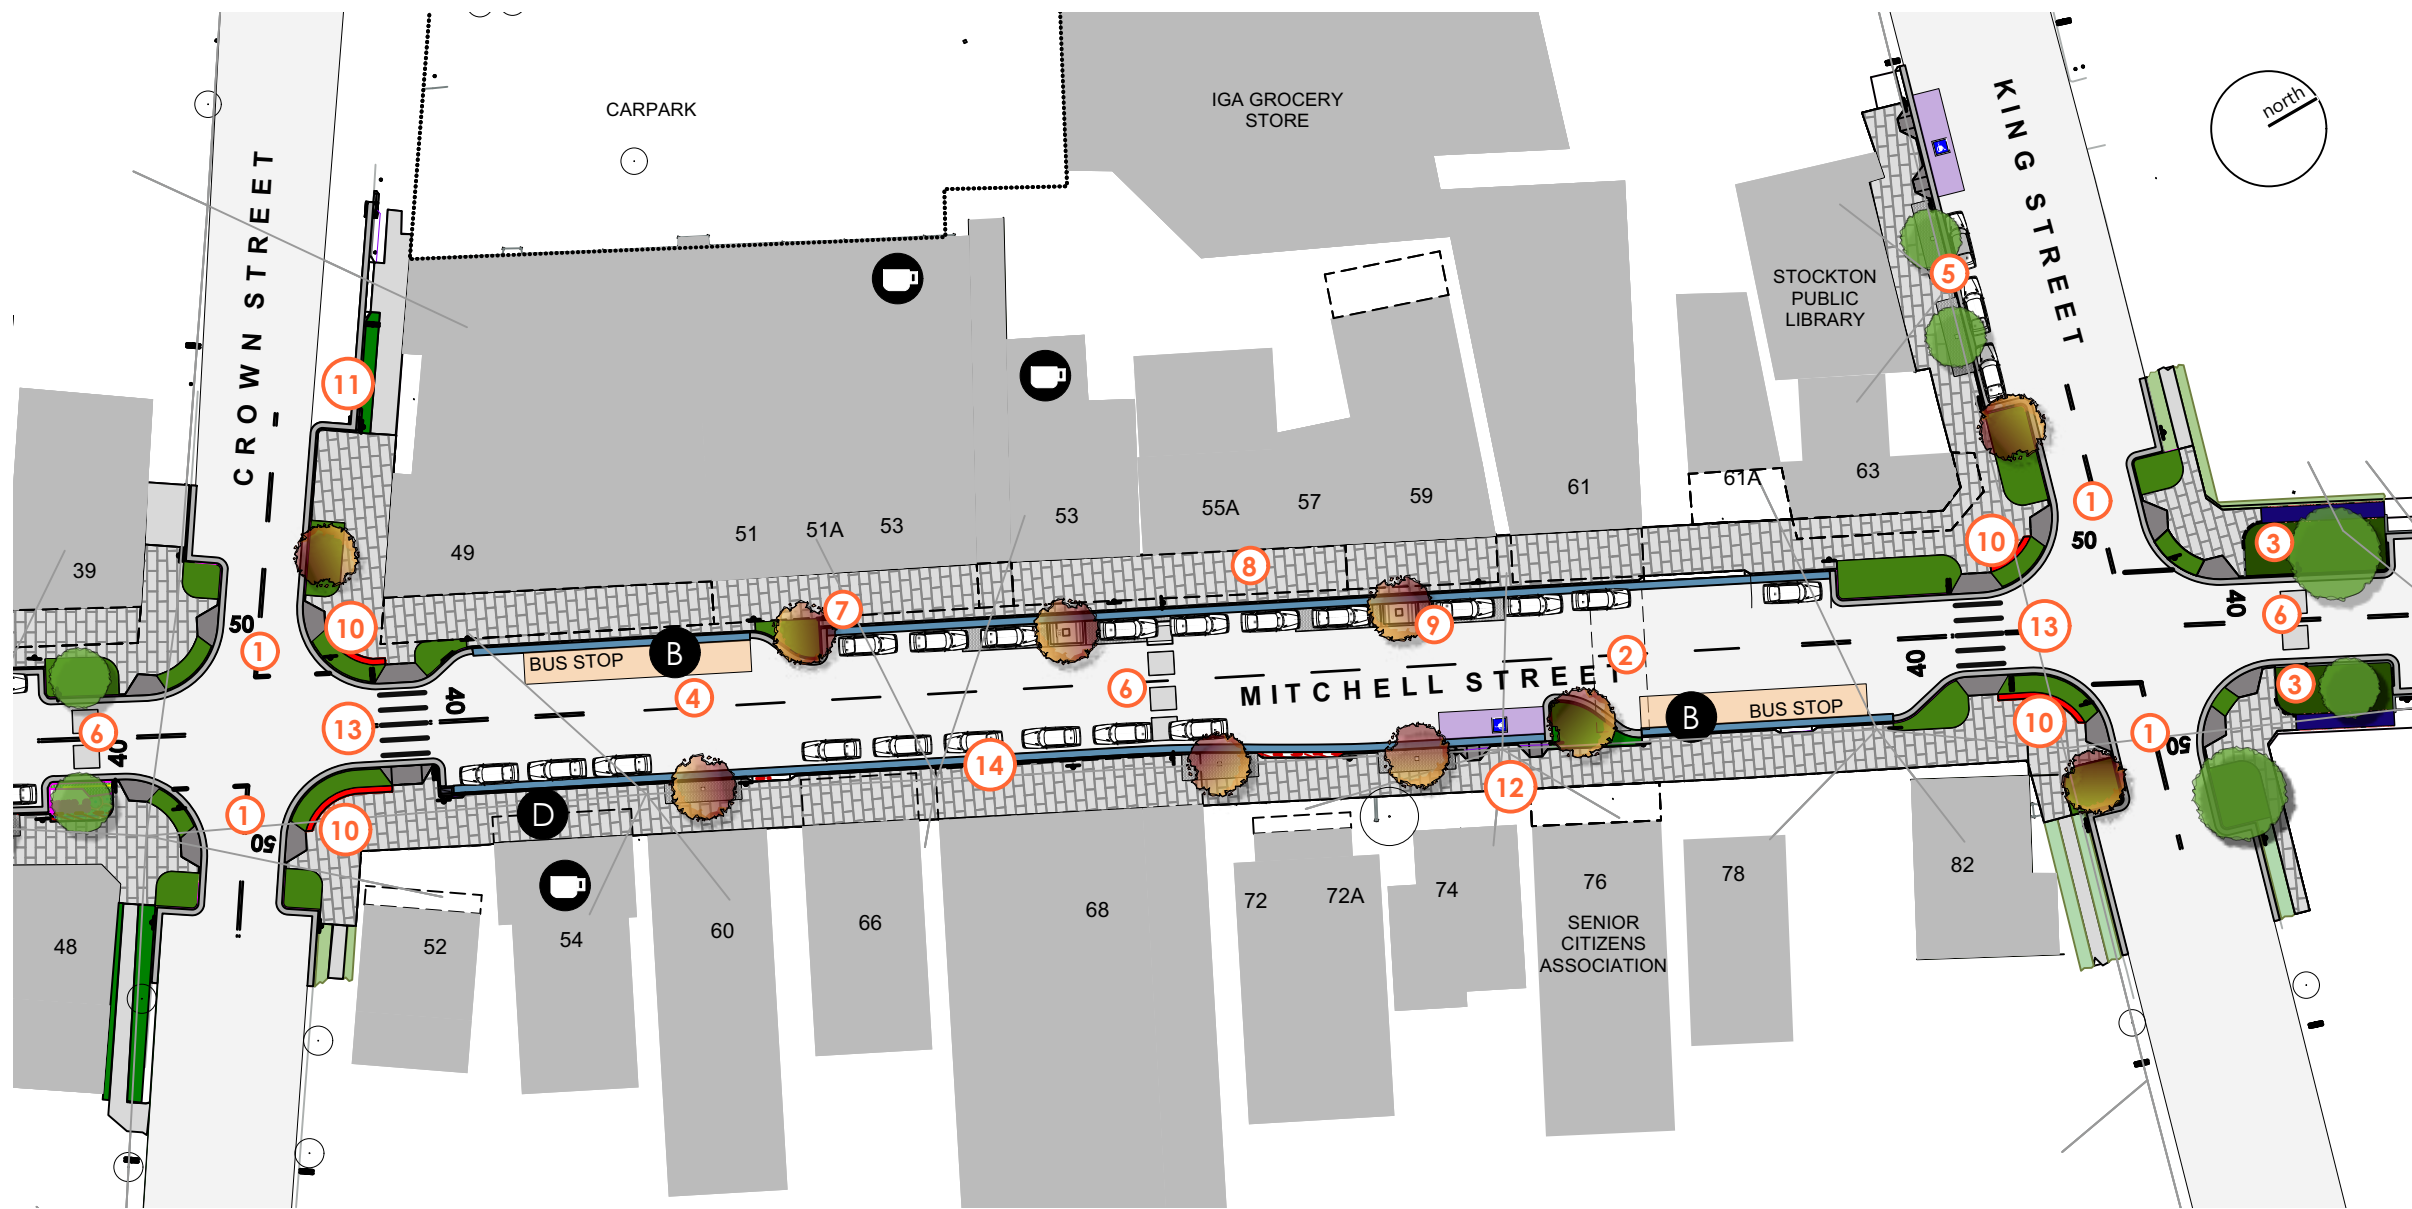 CARPARK
IGA GROCERY
STORE
KING STREET
north
CROWN STREET
STOCKTON
PUBLIC
LIBRARY
5
11
39
49
51
51A
53
53
55A
57
59
61
61A
63
1
50
10
3
8
7
9
10
50
1
BUS STOP
B
4
40
6
2
MITCHELL STREET
40
13
40
6
3
6
40
13
14
12
B
BUS STOP
10
1
50
1
10
50
D
48
52
54
60
66
68
72
72A
74
76
SENIOR
CITIZENS
ASSOCIATION
78
82